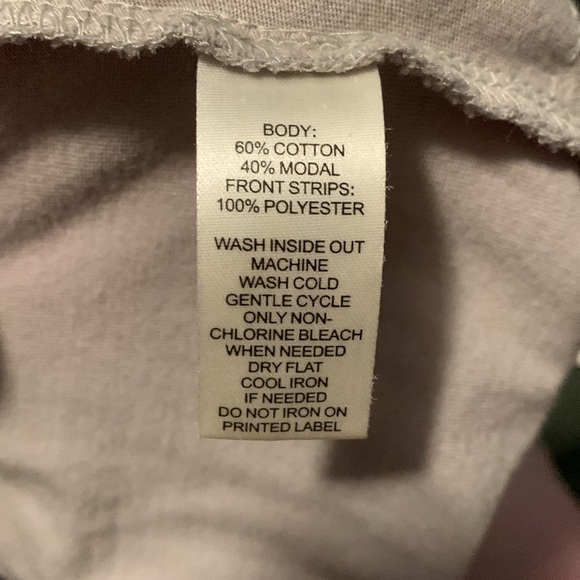 BODY:
60% COTTON
40% MODAL
FRONT STRIPS:
100% POLYESTER
WASH INSIDE OUT
MACHINE
WASH COLD
GENTLE CYCLE
ONLY NON-
CHLORINE BLEACH
WHEN NEEDED
DRY FLAT
COOL IRON
IF NEEDED
DO NOT IRON ON
PRINTED LABEL